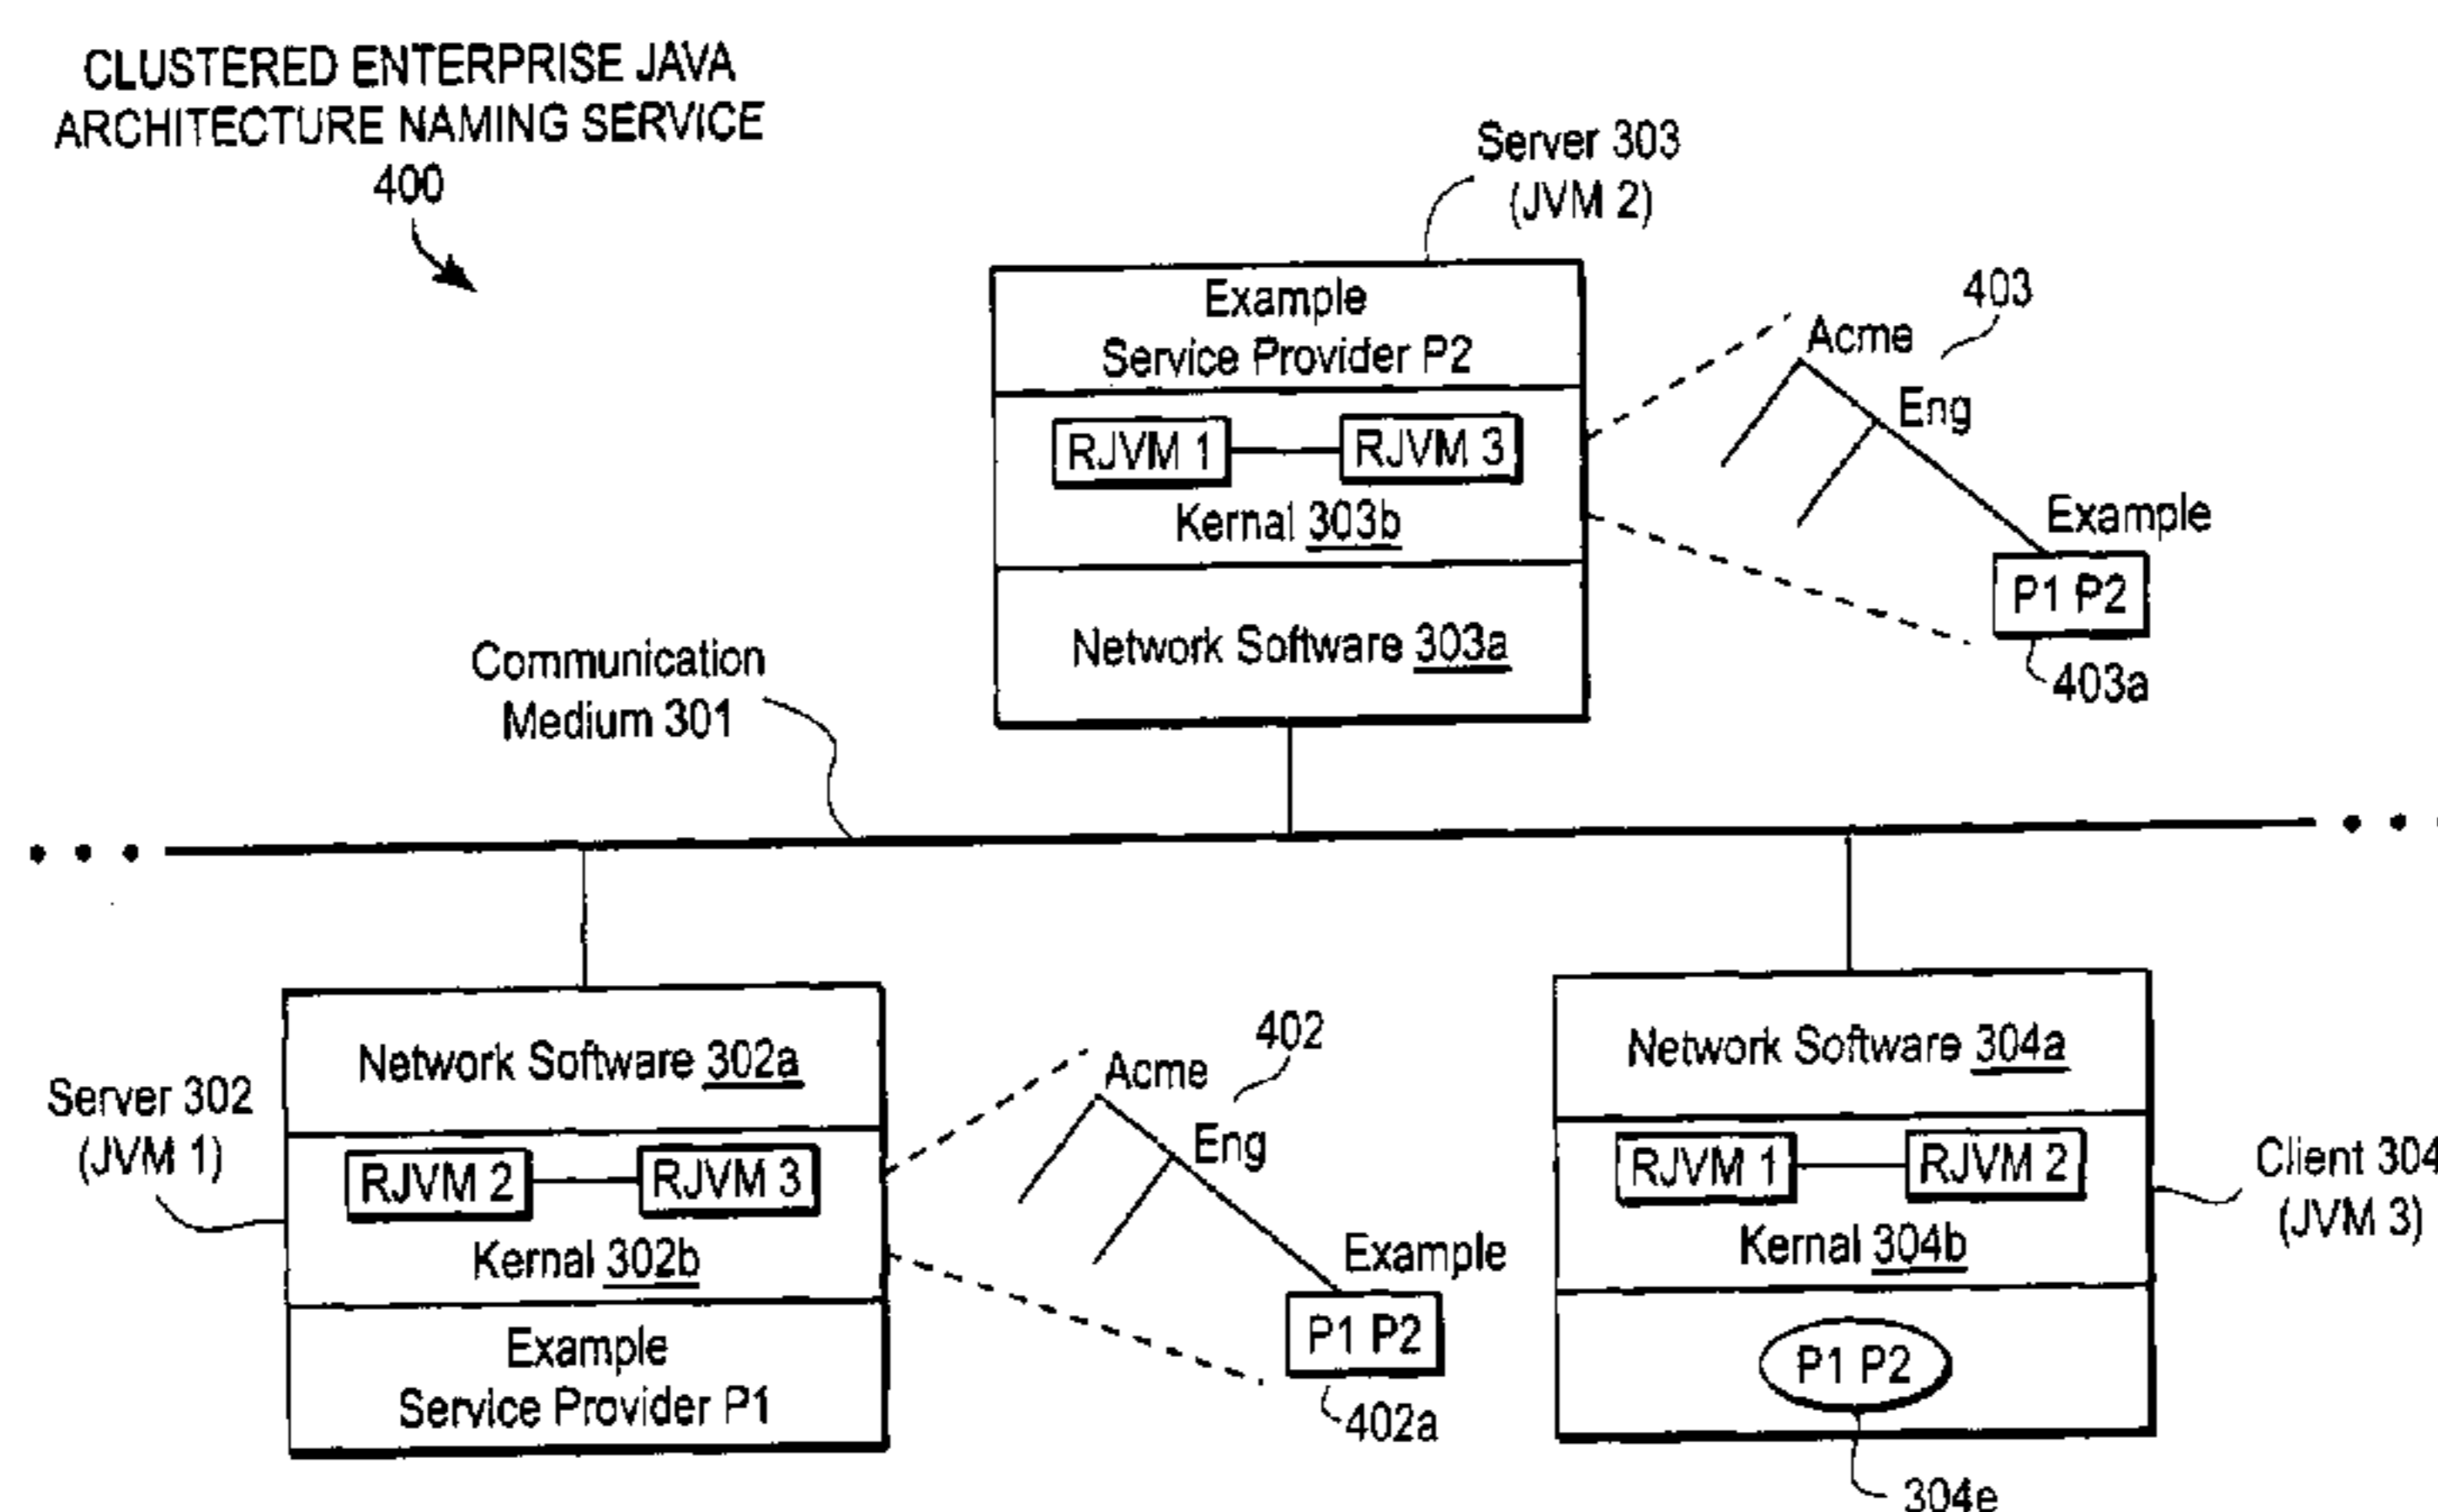 CLUSTERED ENTERPRISE JAVA
ARCHITECTURE NAMING SERVICE
400
Server 303
(JVM 2)
Example
Service Provider P2
RJVM 1
RJVM 3
Kernal 303b
Network Software 303a
403
Acme
Eng
Example
P1 P2
403a
Communication
Medium 301
Server 302
(JVM 1)
Network Software 302a
RJVM 2
RJVM 3
Kernal 302b
Example
Service Provider P1
402
Acme
Eng
Example
P1 P2
402a
Network Software 304a
RJVM 1
RJVM 2
Kernal 304b
P1 P2
304e
Client 304
(JVM 3)